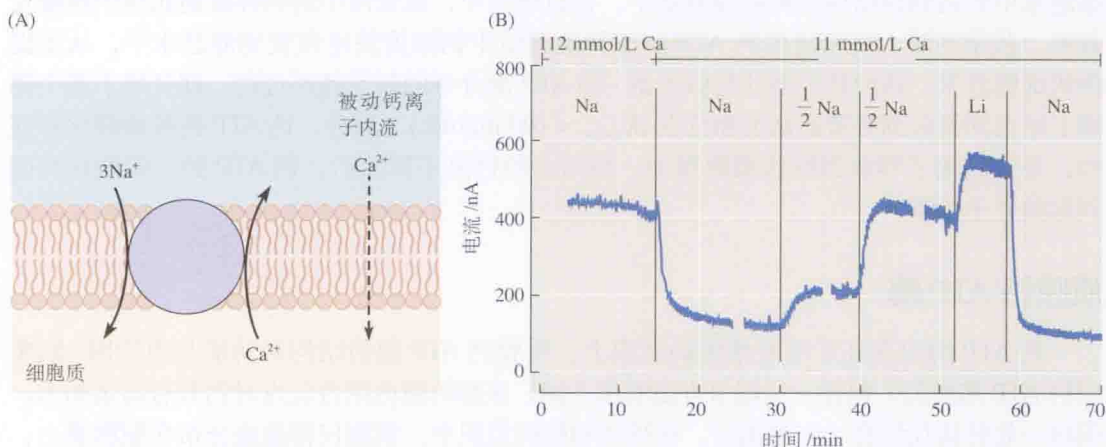 (A)
被动钙离
子内流
3Na⁺
Ca²⁺
Ca²⁺
细胞质
(B)
112 mmol/L Ca
11 mmol/L Ca
800
600
400
200
0
电流 /nA
Na
Na
1/2 Na
1/2 Na
Li
Na
0 10 20 30 40 50 60 70
时间 /min